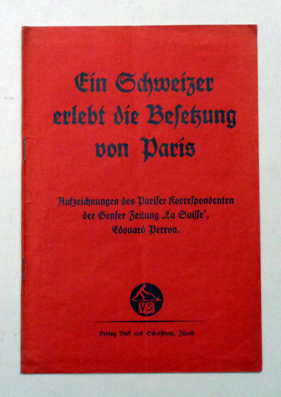 Ein Schweizer
erlebt die Besetzung
von Paris
Aufzeichnungen des Pariser Korrespondenten
der Genfer Zeitung „La Suisse",
Edouard Perron.
VS
Verlag Volk und Schrifttum, Zürich